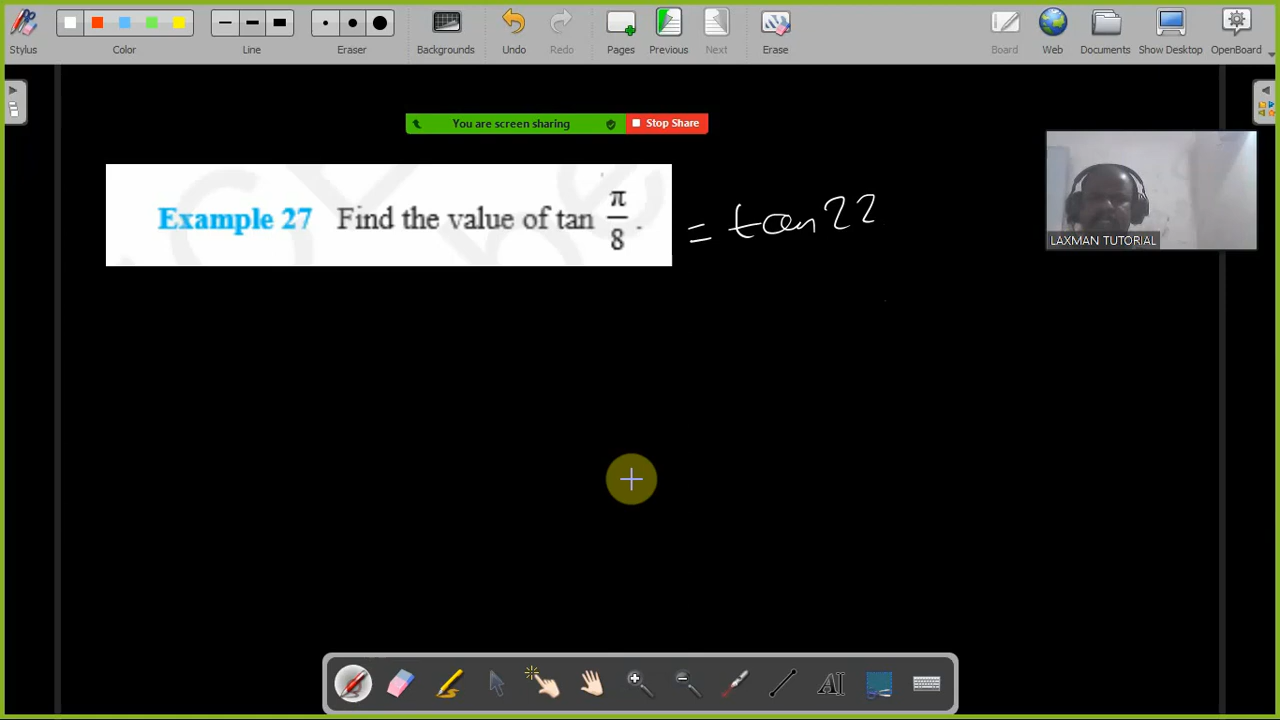 Stylus Color Line Eraser Backgrounds Undo Redo Pages Previous Next Erase Board Web Documents Show Desktop OpenBoard
You are screen sharing Stop Share
Example 27 Find the value of tan π/8. = tan 22
LAXMAN TUTORIAL